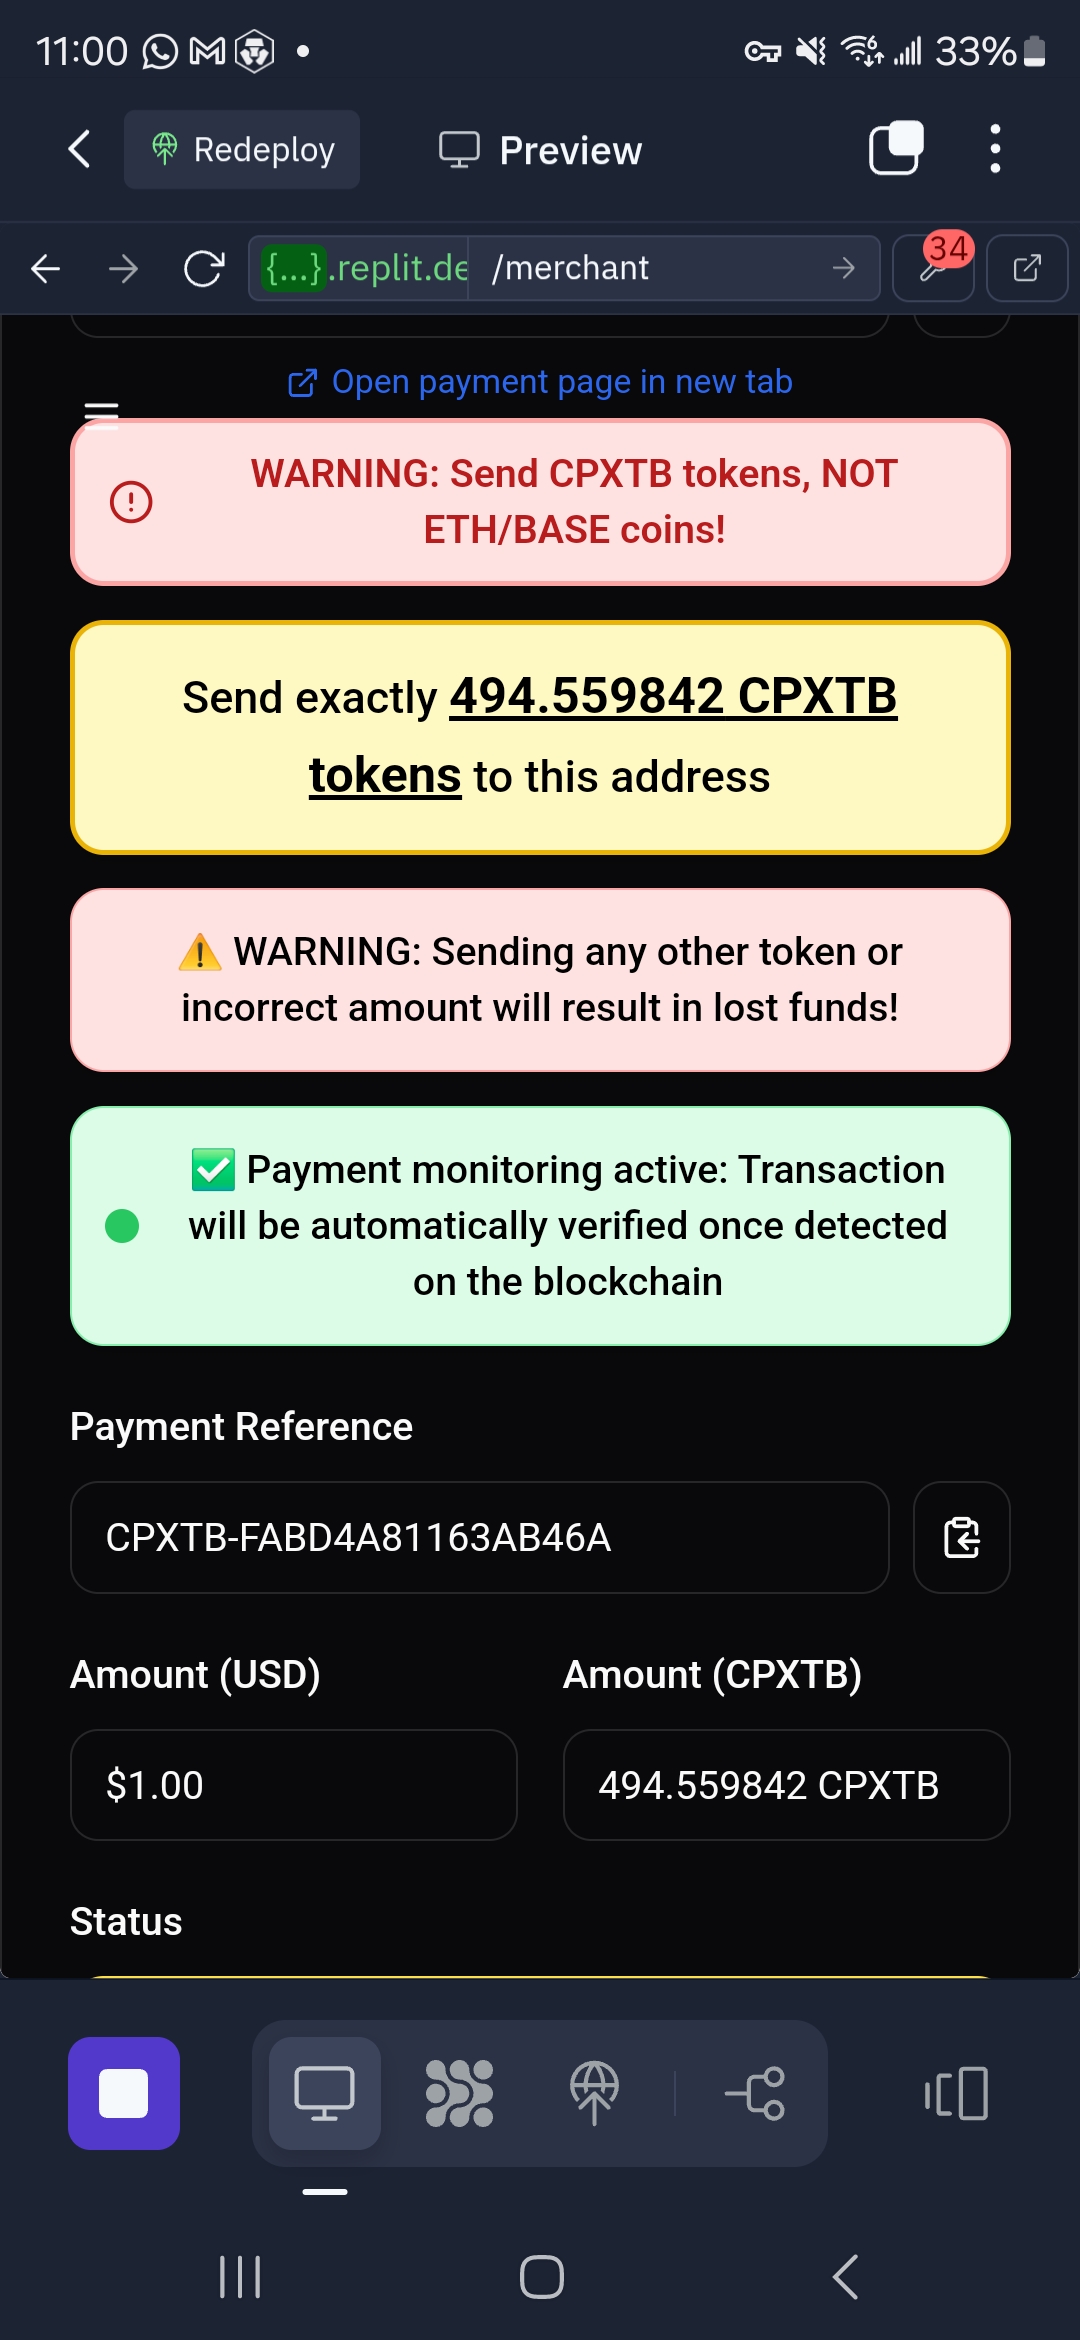 11:00
33%
Redeploy
Preview
{...}.replit.de
/merchant
34
Open payment page in new tab
WARNING: Send CPXTB tokens, NOT
ETH/BASE coins!
Send exactly 494.559842 CPXTB
tokens to this address
⚠️ WARNING: Sending any other token or
incorrect amount will result in lost funds!
✅ Payment monitoring active: Transaction
will be automatically verified once detected
on the blockchain
Payment Reference
CPXTB-FABD4A81163AB46A
Amount (USD)
Amount (CPXTB)
$1.00
494.559842 CPXTB
Status